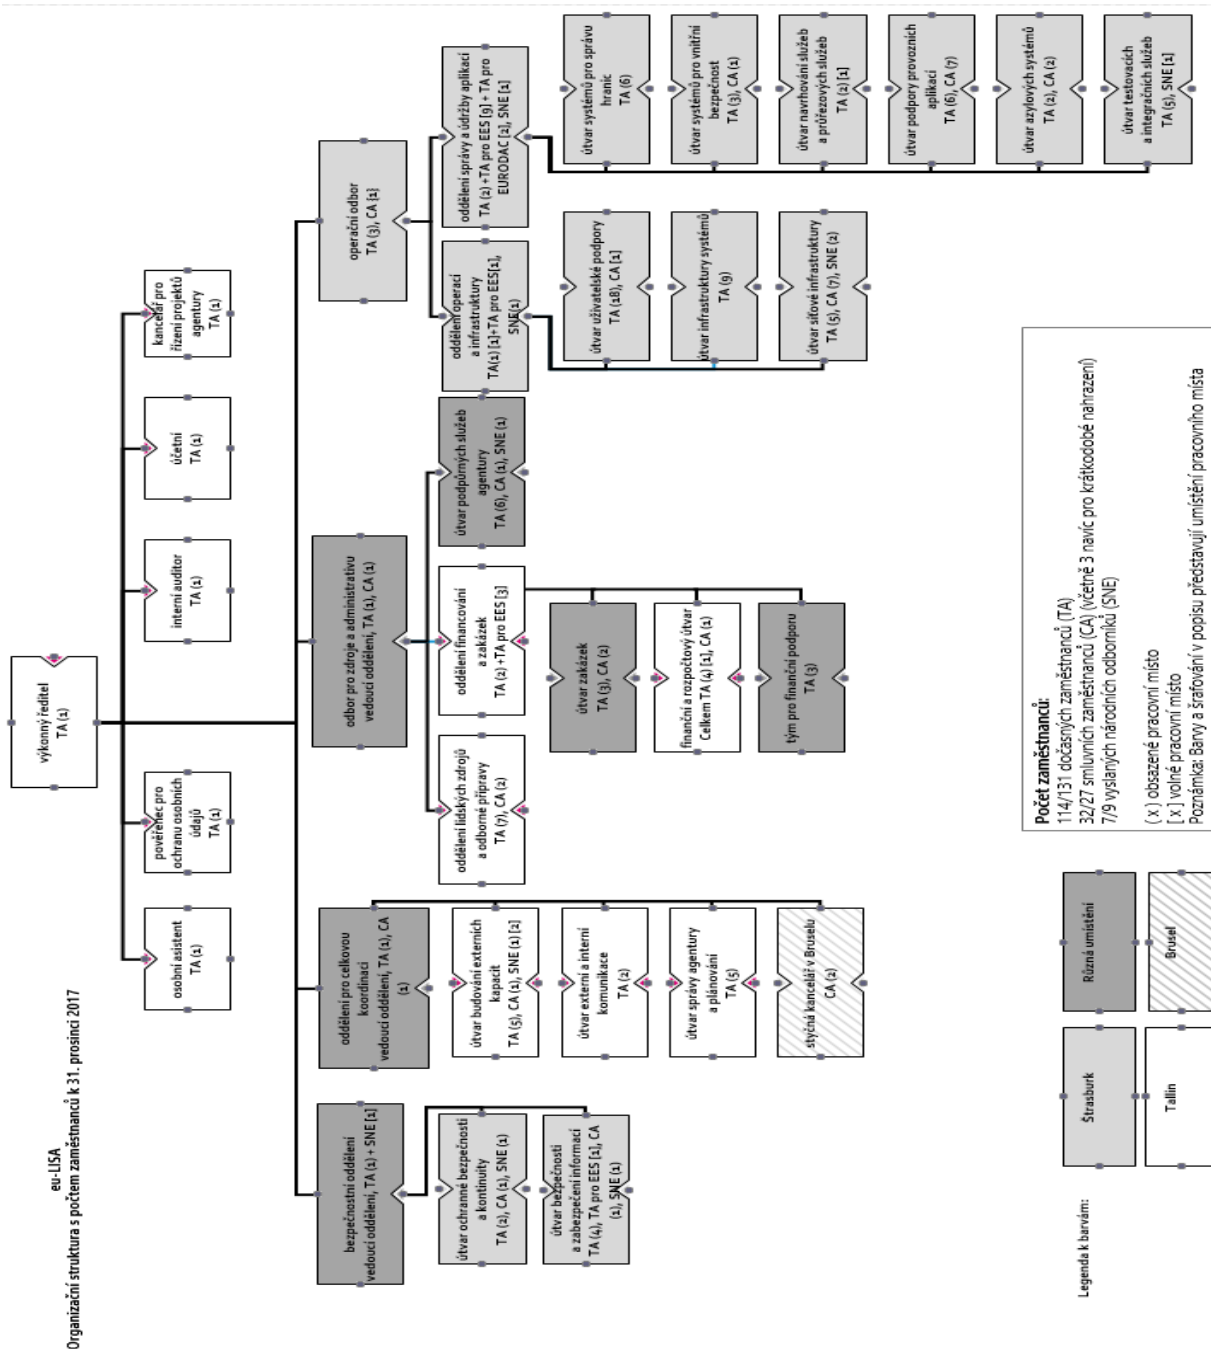 eu-LISA
Organizační struktura s počtem zaměstnanců k 31. prosinci 2017
výkonný ředitel
TA (1)
osobní asistent
TA (1)
pověřenec pro
ochranu osobních
údajů
TA (1)
interní auditor
TA (1)
účetní
TA (1)
kancelář pro
řízení projektů
agentury
TA (1)
bezpečnostní oddělení
vedoucí oddělení, TA (1) + SNE [1]
útvar ochranné bezpečnosti
a kontinuity
TA (2), CA (1), SNE (1)
útvar bezpečnosti
a zabezpečení informací
TA (4), TA pro EES [1], CA
(1), SNE (1)
oddělení pro celkovou
koordinaci
vedoucí oddělení, TA (1), CA
(1)
útvar budování externích
kapacit
TA (5), CA (1), SNE (1) [2]
útvar externí a interní
komunikace
TA (2)
útvar správy agentury
a plánování
TA (5)
styčná kancelář v Bruselu
CA (2)
odbor pro zdroje a administrativu
vedoucí oddělení, TA (1), CA (1)
oddělení lidských zdrojů
a odborné přípravy
TA (7), CA (2)
oddělení financování
a zakázek
TA (2) +TA pro EES [3]
útvar podpůrných služeb
agentury
TA (6), CA (1), SNE (1)
útvar zakázek
TA (3), CA (2)
finanční a rozpočtový útvar
Celkem TA (4) [1], CA (1)
tým pro finanční podporu
TA (3)
operační odbor
TA (3), CA [1]
oddělení operací
a infrastruktury
TA(1) [1]+TA pro EES[1],
SNE(1)
oddělení správy a údržby aplikací
TA (2) +TA pro EES [9] + TA pro
EURODAC [2], SNE [1]
útvar uživatelské podpory
TA (18), CA [1]
útvar infrastruktury systémů
TA (9)
útvar síťové infrastruktury
TA (5), CA (7), SNE (2)
útvar systémů pro správu
hranic
TA (6)
útvar systémů pro vnitřní
bezpečnost
TA (3), CA (1)
útvar navrhování služeb
a průřezových služeb
TA (2) [1]
útvar podpory provozních
aplikací
TA (6), CA (7)
útvar azylových systémů
TA (2), CA (2)
útvar testovacích
a integračních služeb
TA (5), SNE [1]
Legenda k barvám:
Štrasburk
Různá umístění
Tallin
Brusel
Počet zaměstnanců:
114/131 dočasných zaměstnanců (TA)
32/27 smluvních zaměstnanců (CA) (včetně 3 navíc pro krátkodobé nahrazení)
7/9 vyslaných národních odborníků (SNE)
( x ) obsazené pracovní místo
[ x ] volné pracovní místo
Poznámka: Barvy a šrafování v popisu představují umístění pracovního místa